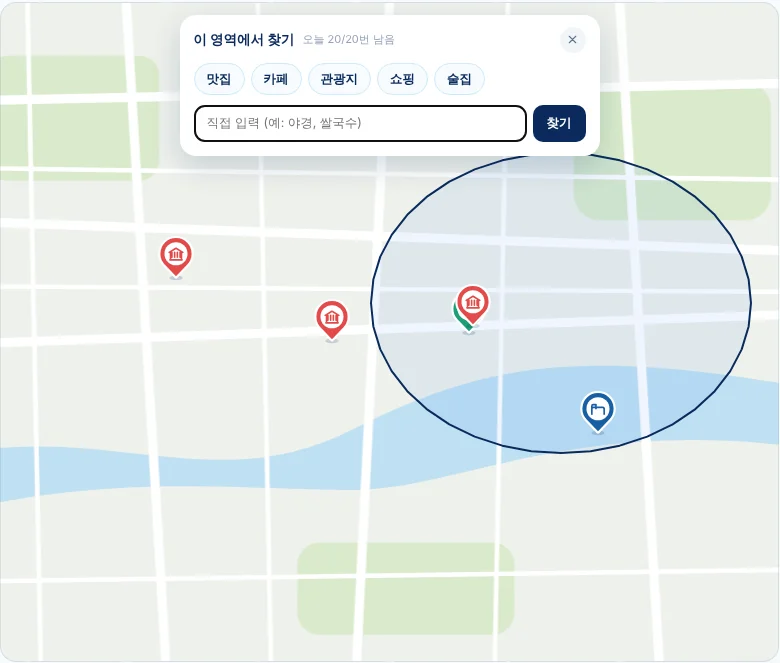 이 영역에서 찾기 오늘 20/20번 남음
맛집 카페 관광지 쇼핑 술집
직접 입력 (예: 야경, 쌀국수) 찾기